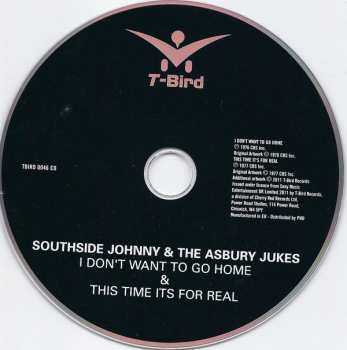 T-Bird
TBIRD 0046 CD
I DON'T WANT TO GO HOME
℗ 1976 CBS Inc.
Original Artwork © 1976 CBS Inc.
THIS TIME IT'S FOR REAL
℗ 1977 CBS Inc.
Original Artwork © 1977 CBS Inc.
Additional artwork © 2011 T-Bird Records
Issued under licence from Sony Music
Entertainment UK Limited 2011 by T-Bird Records,
a division of Cherry Red Records Ltd,
Power Road Studios, 114 Power Road,
Chiswick, W4 5PY
Manufactured in EU - Distributed by PHD
SOUTHSIDE JOHNNY & THE ASBURY JUKES
I DON'T WANT TO GO HOME
&
THIS TIME ITS FOR REAL